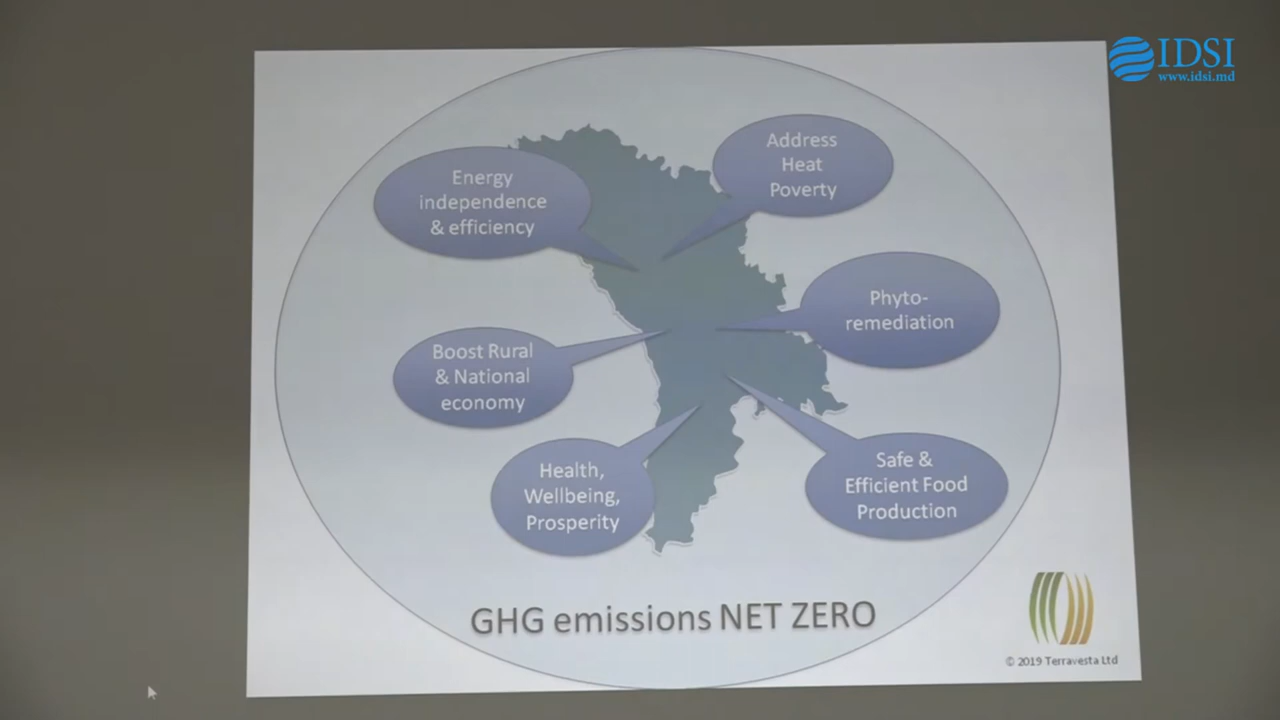 IDSI
www.idsi.md
Address
Heat
Poverty
Energy
independence
& efficiency
Phyto-
remediation
Boost Rural
& National
economy
Health,
Wellbeing,
Prosperity
Safe &
Efficient Food
Production
GHG emissions NET ZERO
© 2019 Terravesta Ltd